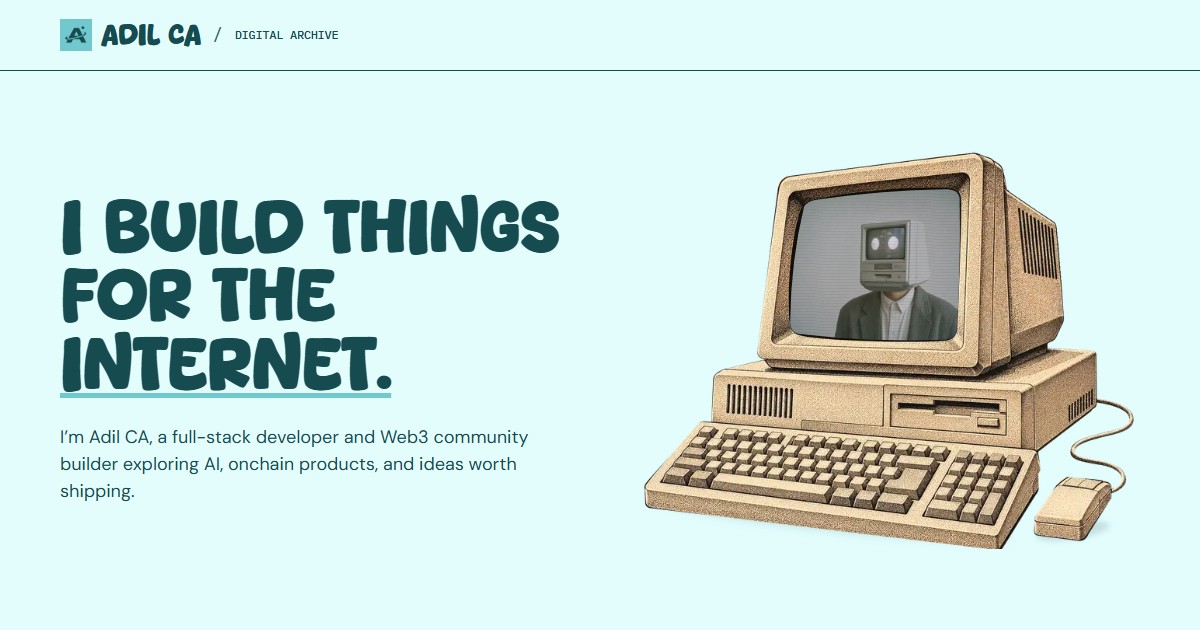 ADIL CA / DIGITAL ARCHIVE
I BUILD THINGS
FOR THE
INTERNET.
I’m Adil CA, a full-stack developer and Web3 community
builder exploring AI, onchain products, and ideas worth
shipping.